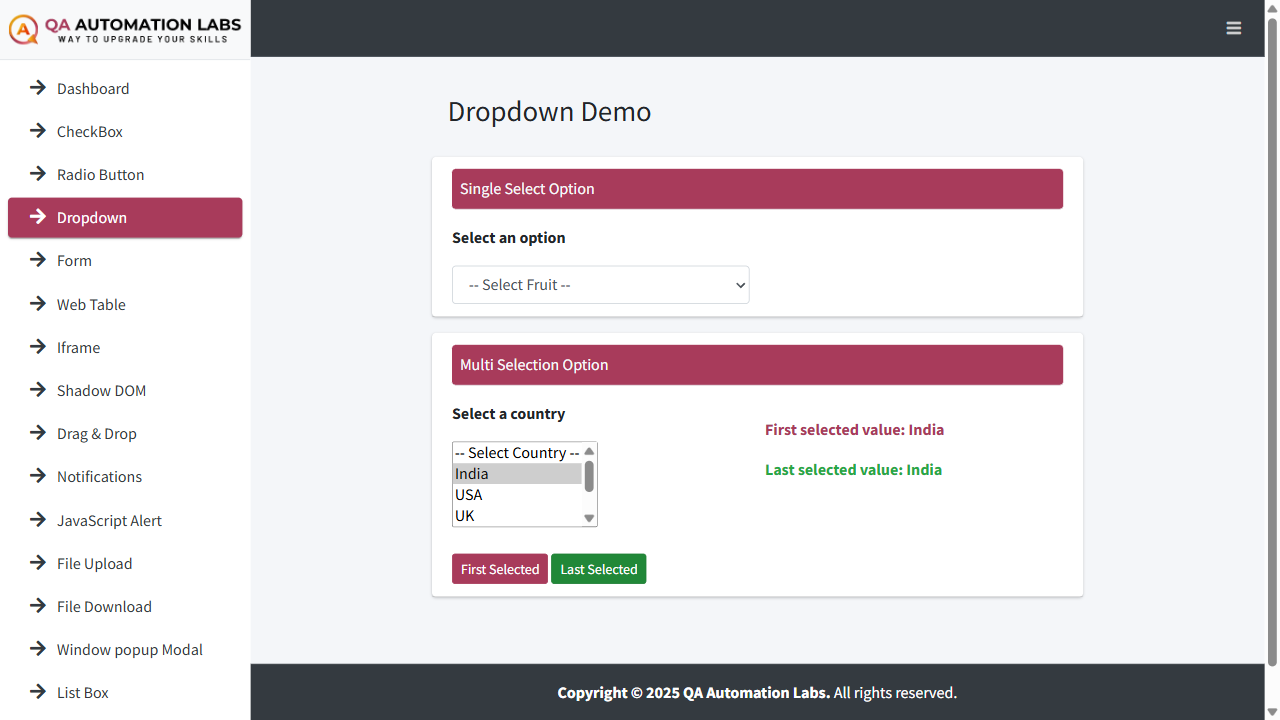 QA AUTOMATION LABS
WAY TO UPGRADE YOUR SKILLS
Dashboard
CheckBox
Radio Button
Dropdown
Form
Web Table
Iframe
Shadow DOM
Drag & Drop
Notifications
JavaScript Alert
File Upload
File Download
Window popup Modal
List Box
Dropdown Demo
Single Select Option
Select an option
-- Select Fruit --
Multi Selection Option
Select a country
-- Select Country --
India
USA
UK
First selected value: India
Last selected value: India
First Selected
Last Selected
Copyright © 2025 QA Automation Labs. All rights reserved.